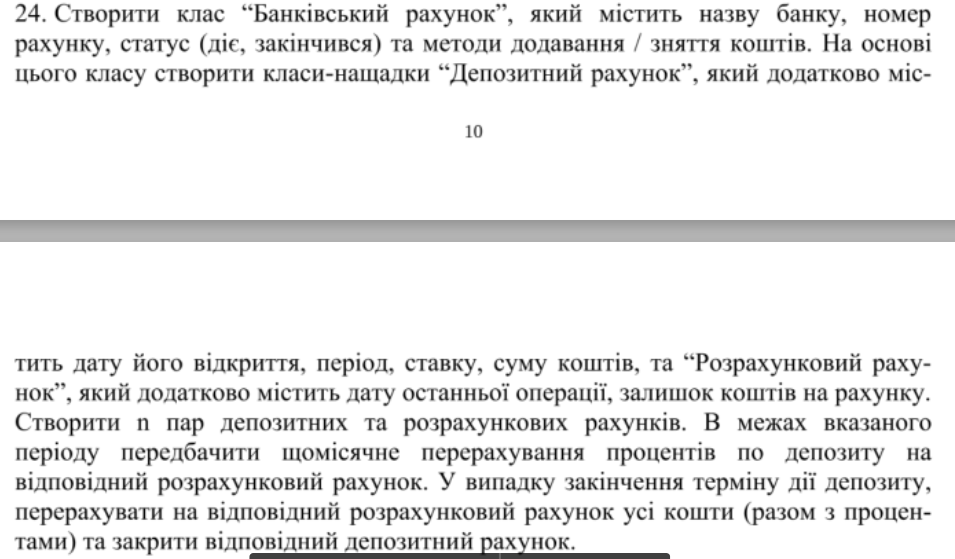 24. Створити клас “Банківський рахунок”, який містить назву банку, номер
рахунку, статус (діє, закінчився) та методи додавання / зняття коштів. На основі
цього класу створити класи-нащадки “Депозитний рахунок”, який додатково міс-
10
тить дату його відкриття, період, ставку, суму коштів, та “Розрахунковий раху-
нок”, який додатково містить дату останньої операції, залишок коштів на рахунку.
Створити n пар депозитних та розрахункових рахунків. В межах вказаного
періоду передбачити щомісячне перерахування процентів по депозиту на
відповідний розрахунковий рахунок. У випадку закінчення терміну дії депозиту,
перерахувати на відповідний розрахунковий рахунок усі кошти (разом з процен-
тами) та закрити відповідний депозитний рахунок.